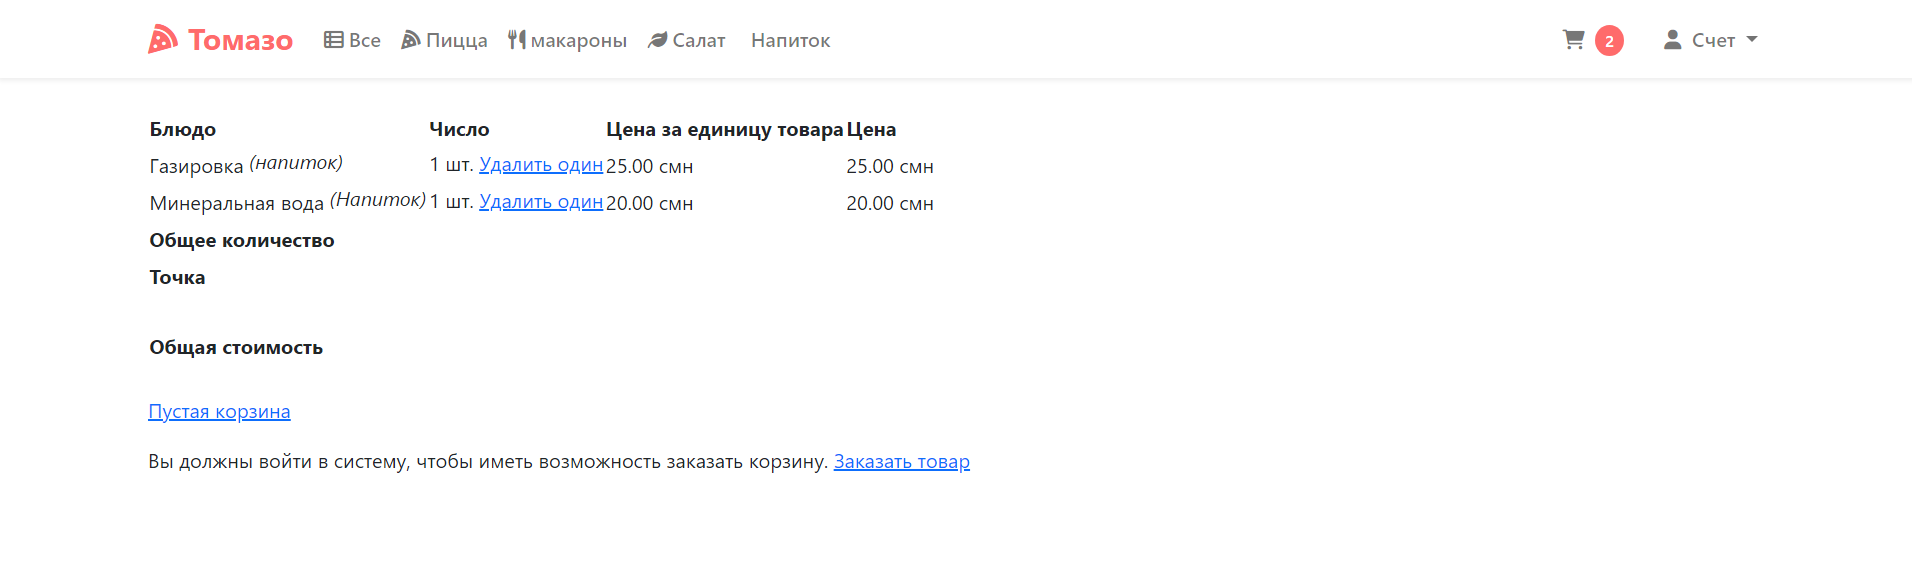 Томазо Все Пицца макароны Салат Напиток 2 Счет
Блюдо Число Цена за единицу товара Цена
Газировка (напиток) 1 шт. Удалить один 25.00 смн 25.00 смн
Минеральная вода (Напиток) 1 шт. Удалить один 20.00 смн 20.00 смн
Общее количество
Точка
Общая стоимость
Пустая корзина
Вы должны войти в систему, чтобы иметь возможность заказать корзину. Заказать товар